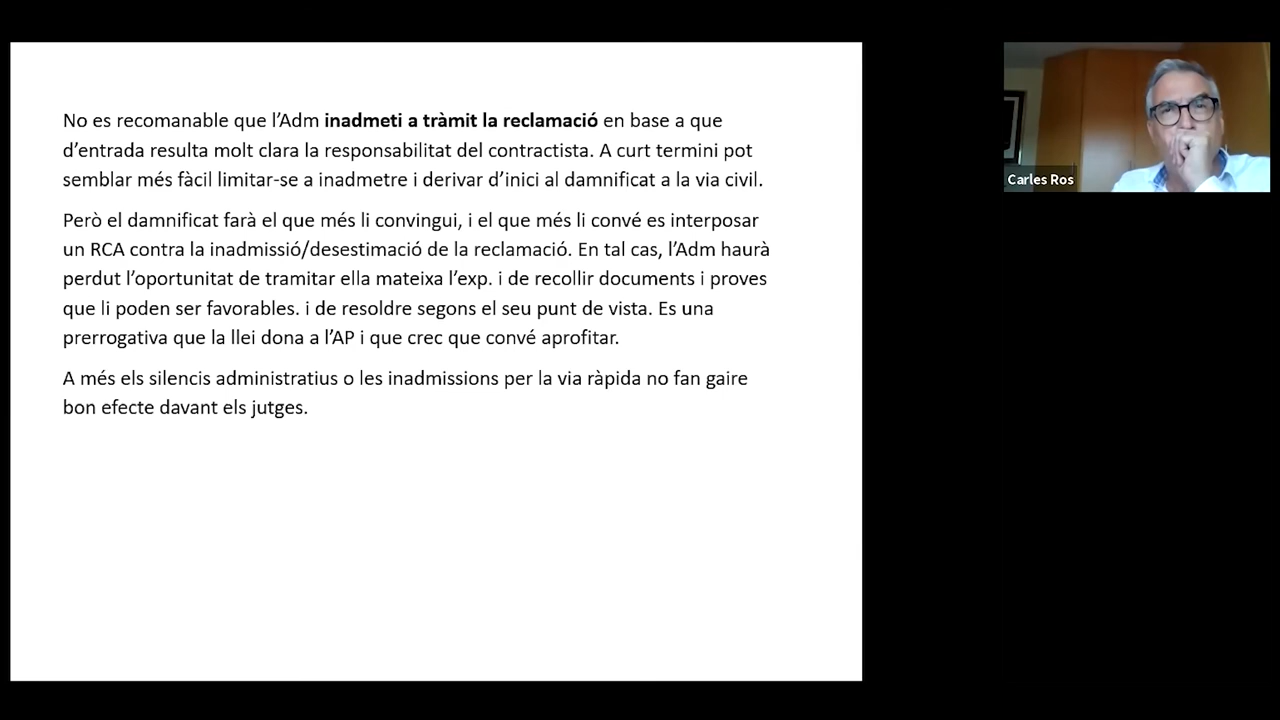 No es recomanable que l’Adm inadmeti a tràmit la reclamació en base a que
d’entrada resulta molt clara la responsabilitat del contractista. A curt termini pot
semblar més fàcil limitar-se a inadmetre i derivar d’inici al damnificat a la via civil.
Però el damnificat farà el que més li convingui, i el que més li convé es interposar
un RCA contra la inadmissió/desestimació de la reclamació. En tal cas, l’Adm haurà
perdut l’oportunitat de tramitar ella mateixa l’exp. i de recollir documents i proves
que li poden ser favorables. i de resoldre segons el seu punt de vista. Es una
prerrogativa que la llei dona a l’AP i que crec que convé aprofitar.
A més els silencis administratius o les inadmissions per la via ràpida no fan gaire
bon efecte davant els jutges.
Carles Ros